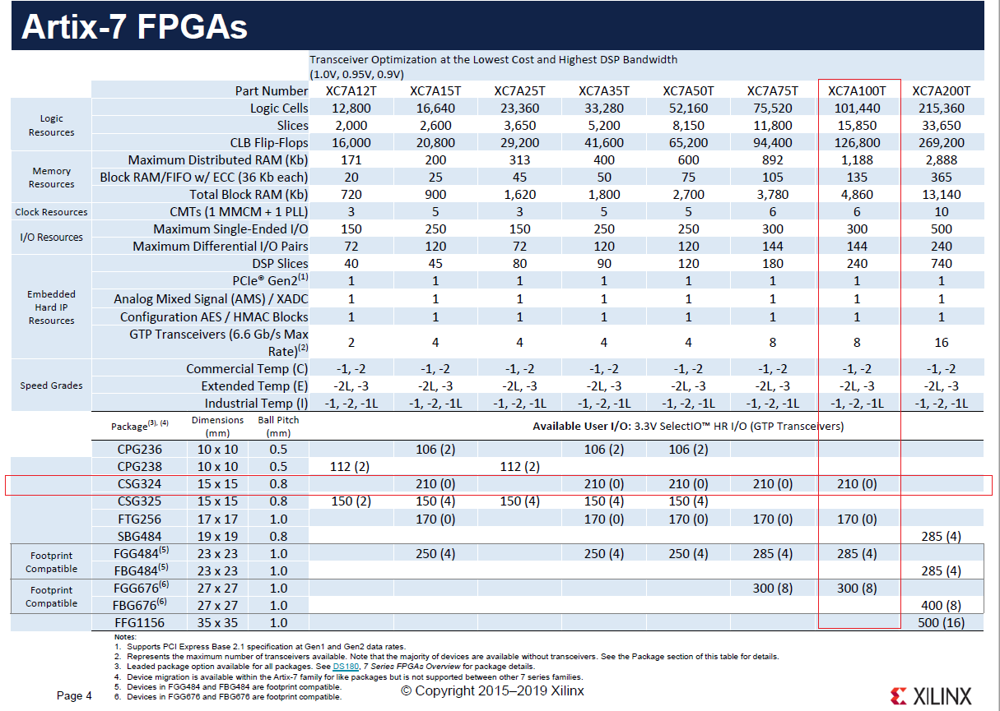 Artix-7 FPGAs
Transceiver Optimization at the Lowest Cost and Highest DSP Bandwidth
(1.0V, 0.95V, 0.9V)
Part Number XC7A12T XC7A15T XC7A25T XC7A35T XC7A50T XC7A75T XC7A100T XC7A200T
Logic Resources
Logic Cells 12,800 16,640 23,360 33,280 52,160 75,520 101,440 215,360
Slices 2,000 2,600 3,650 5,200 8,150 11,800 15,850 33,650
CLB Flip-Flops 16,000 20,800 29,200 41,600 65,200 94,400 126,800 269,200
Memory Resources
Maximum Distributed RAM (Kb) 171 200 313 400 600 892 1,188 2,888
Block RAM/FIFO w/ ECC (36 Kb each) 20 25 45 50 75 105 135 365
Total Block RAM (Kb) 720 900 1,620 1,800 2,700 3,780 4,860 13,140
Clock Resources CMTs (1 MMCM + 1 PLL) 3 5 3 5 5 6 6 10
I/O Resources
Maximum Single-Ended I/O 150 250 150 250 250 300 300 500
Maximum Differential I/O Pairs 72 120 72 120 120 144 144 240
Embedded Hard IP Resources
DSP Slices 40 45 80 90 120 180 240 740
PCIe® Gen2(1) 1 1 1 1 1 1 1 1
Analog Mixed Signal (AMS) / XADC 1 1 1 1 1 1 1 1
Configuration AES / HMAC Blocks 1 1 1 1 1 1 1 1
GTP Transceivers (6.6 Gb/s Max Rate)(2) 2 4 4 4 4 8 8 16
Speed Grades
Commercial Temp (C) -1, -2 -1, -2 -1, -2 -1, -2 -1, -2 -1, -2 -1, -2 -1, -2
Extended Temp (E) -2L, -3 -2L, -3 -2L, -3 -2L, -3 -2L, -3 -2L, -3 -2L, -3 -2L, -3
Industrial Temp (I) -1, -2, -1L -1, -2, -1L -1, -2, -1L -1, -2, -1L -1, -2, -1L -1, -2, -1L -1, -2, -1L -1, -2, -1L
Package(3), (4) Dimensions (mm) Ball Pitch (mm) Available User I/O: 3.3V SelectIO™ HR I/O (GTP Transceivers)
CPG236 10 x 10 0.5 106 (2) 106 (2) 106 (2)
CPG238 10 x 10 0.5 112 (2) 112 (2)
CSG324 15 x 15 0.8 210 (0) 210 (0) 210 (0) 210 (0) 210 (0)
CSG325 15 x 15 0.8 150 (2) 150 (4) 150 (4) 150 (4) 150 (4)
FTG256 17 x 17 1.0 170 (0) 170 (0) 170 (0) 170 (0) 170 (0)
SBG484 19 x 19 0.8 285 (4)
Footprint Compatible
FGG484(5) 23 x 23 1.0 250 (4) 250 (4) 250 (4) 285 (4) 285 (4)
FBG484(5) 23 x 23 1.0 285 (4)
Footprint Compatible
FGG676(6) 27 x 27 1.0 300 (8) 300 (8)
FBG676(6) 27 x 27 1.0 400 (8)
FFG1156 35 x 35 1.0 500 (16)
Notes:
1. Supports PCI Express Base 2.1 specification at Gen1 and Gen2 data rates.
2. Represents the maximum number of transceivers available. Note that the majority of devices are available without transceivers. See the Package section of this table for details.
3. Leaded package option available for all packages. See DS180, 7 Series FPGAs Overview for package details.
4. Device migration is available within the Artix-7 family for like packages but is not supported between other 7 series families.
5. Devices in FGG484 and FBG484 are footprint compatible.
6. Devices in FGG676 and FBG676 are footprint compatible.
Page 4
© Copyright 2015–2019 Xilinx
XILINX